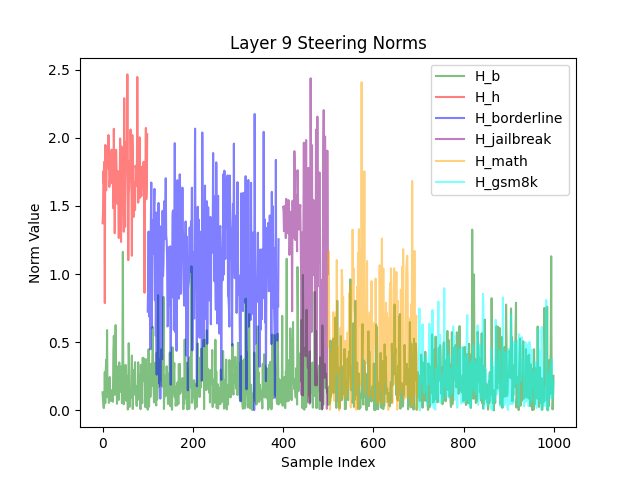 Layer 9 Steering Norms
H_b
H_h
H_borderline
H_jailbreak
H_math
H_gsm8k
Norm Value
2.5
2.0
1.5
1.0
0.5
0.0
0
200
400
600
800
1000
Sample Index